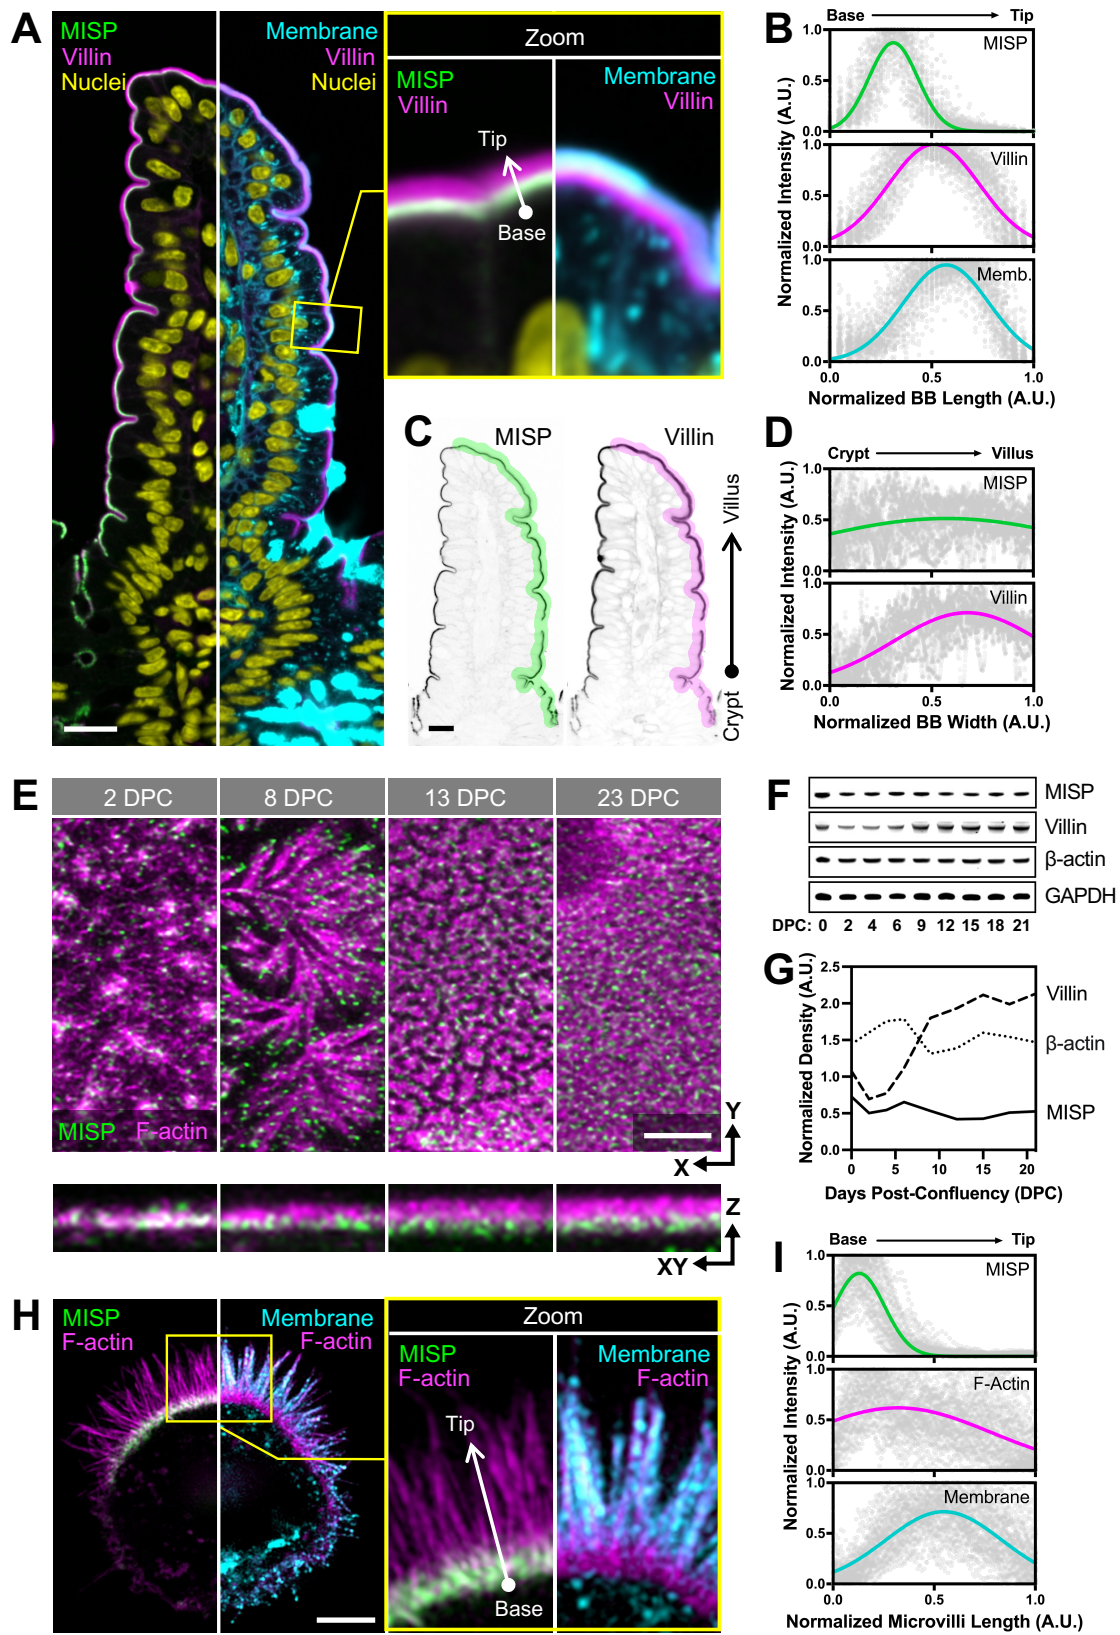 A
MISP
Villin
Nuclei
Membrane
Villin
Nuclei
Zoom
MISP
Villin
Membrane
Villin
Tip
Base
B
Base
Tip
Normalized Intensity (A.U.)
1.0
0.5
0.0
MISP
1.0
0.5
0.0
Villin
1.0
0.5
0.0
Memb.
0.0
0.5
1.0
Normalized BB Length (A.U.)
C
MISP
Villin
Villus
Crypt
D
Crypt
Villus
Normalized Intensity (A.U.)
1.0
0.5
0.0
MISP
1.0
0.5
0.0
Villin
0.0
0.5
1.0
Normalized BB Width (A.U.)
E
2 DPC
8 DPC
13 DPC
23 DPC
MISP
F-actin
Y
X
Z
XY
F
MISP
Villin
β-actin
GAPDH
DPC: 0 2 4 6 9 12 15 18 21
G
Normalized Density (A.U.)
2.5
2.0
1.5
1.0
0.5
0.0
Villin
β-actin
MISP
0 5 10 15 20
Days Post-Confluency (DPC)
H
MISP
F-actin
Membrane
F-actin
Zoom
MISP
F-actin
Membrane
F-actin
Tip
Base
I
Base
Tip
Normalized Intensity (A.U.)
1.0
0.5
0.0
MISP
1.0
0.5
0.0
F-Actin
1.0
0.5
0.0
Membrane
0.0
0.5
1.0
Normalized Microvilli Length (A.U.)